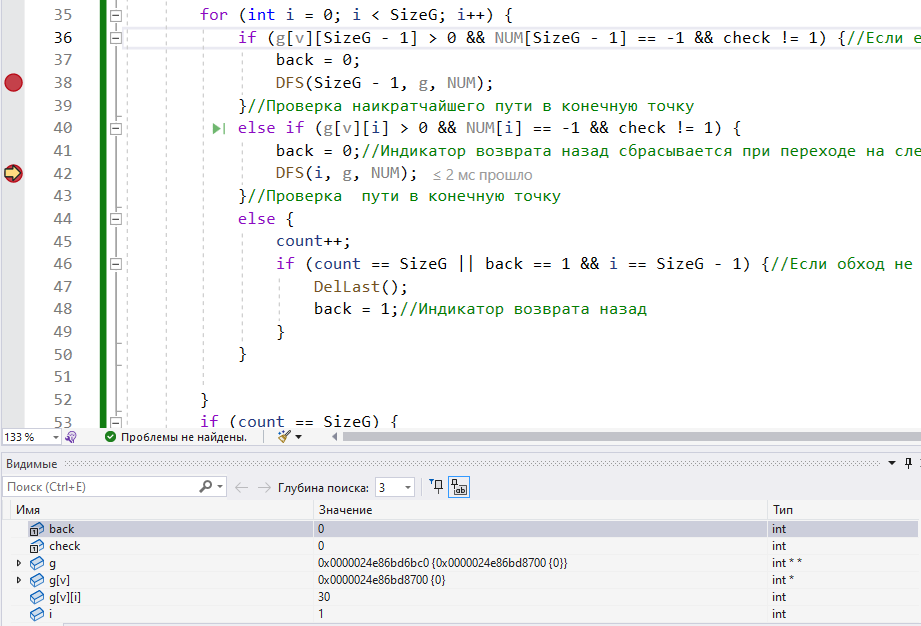 35 for (int i = 0; i < SizeG; i++) {
36 if (g[v][SizeG - 1] > 0 && NUM[SizeG - 1] == -1 && check != 1) {//Если е
37 back = 0;
38 DFS(SizeG - 1, g, NUM);
39 }//Проверка наикратчайшего пути в конечную точку
40 else if (g[v][i] > 0 && NUM[i] == -1 && check != 1) {
41 back = 0;//Индикатор возврата назад сбрасывается при переходе на сле
42 DFS(i, g, NUM); ≤ 2 мс прошло
43 }//Проверка  пути в конечную точку
44 else {
45 count++;
46 if (count == SizeG || back == 1 && i == SizeG - 1) {//Если обход не
47 DelLast();
48 back = 1;//Индикатор возврата назад
49 }
50 }
51
52 }
53 if (count == SizeG) {
133 % Проблемы не найдены.
Видимые
Поиск (Ctrl+E) Глубина поиска: 3
Имя Значение Тип
back 0 int
check 0 int
g 0x0000024e86bd6bc0 {0x0000024e86bd8700 {0}} int * *
g[v] 0x0000024e86bd8700 {0} int *
g[v][i] 30 int
i 1 int